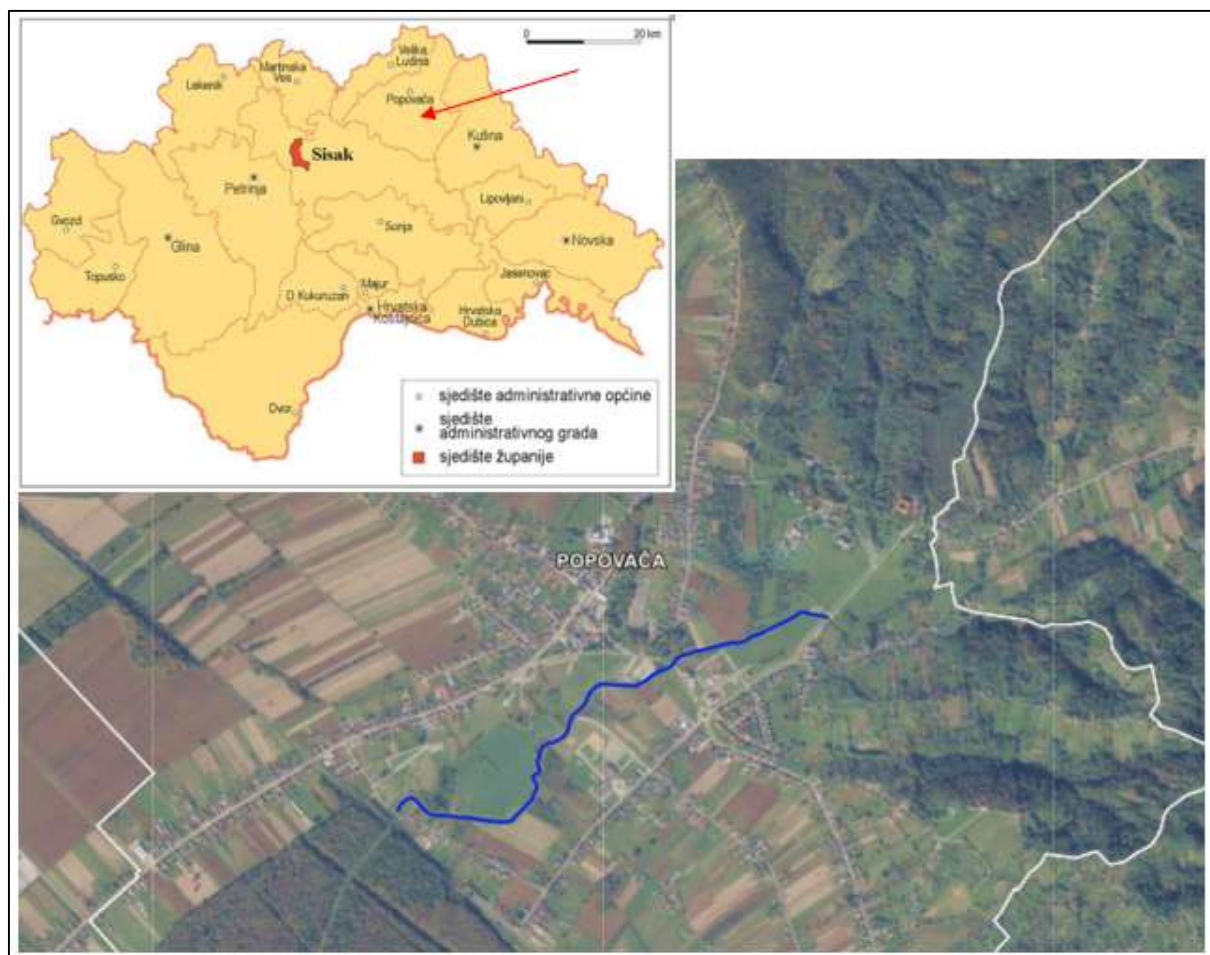 0 20 km
Velika
Ludina
Martinska
Ves
Lekenik
Popovača
Kutina
Sisak
Petrinja
Lipovljani
Gvozd
Sunja
Glina
Novska
Topusko
Jasenovac
Majur
D.Kukuruzari
Hrvatska
Kostajnica
Hrvatska
Dubica
Dvor
sjedište administrativne općine
sjedište
administrativnog grada
sjedište županije
POPOVAČA